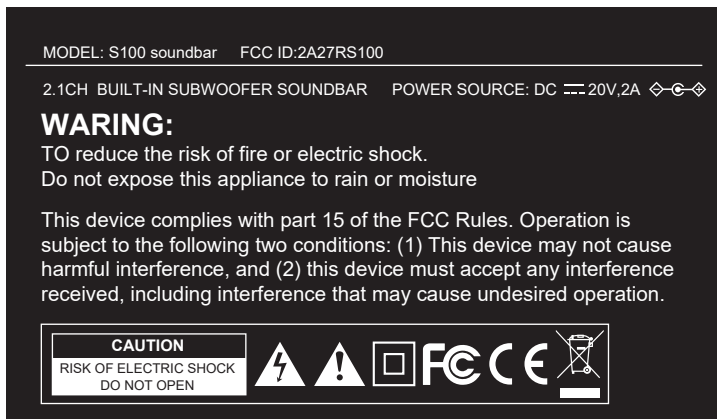 MODEL: S100 soundbar FCC ID:2A27RS100
2.1CH BUILT-IN SUBWOOFER SOUNDBAR POWER SOURCE: DC 20V,2A
WARING:
TO reduce the risk of fire or electric shock.
Do not expose this appliance to rain or moisture
This device complies with part 15 of the FCC Rules. Operation is
subject to the following two conditions: (1) This device may not cause
harmful interference, and (2) this device must accept any interference
received, including interference that may cause undesired operation.
CAUTION
RISK OF ELECTRIC SHOCK
DO NOT OPEN
FC CE